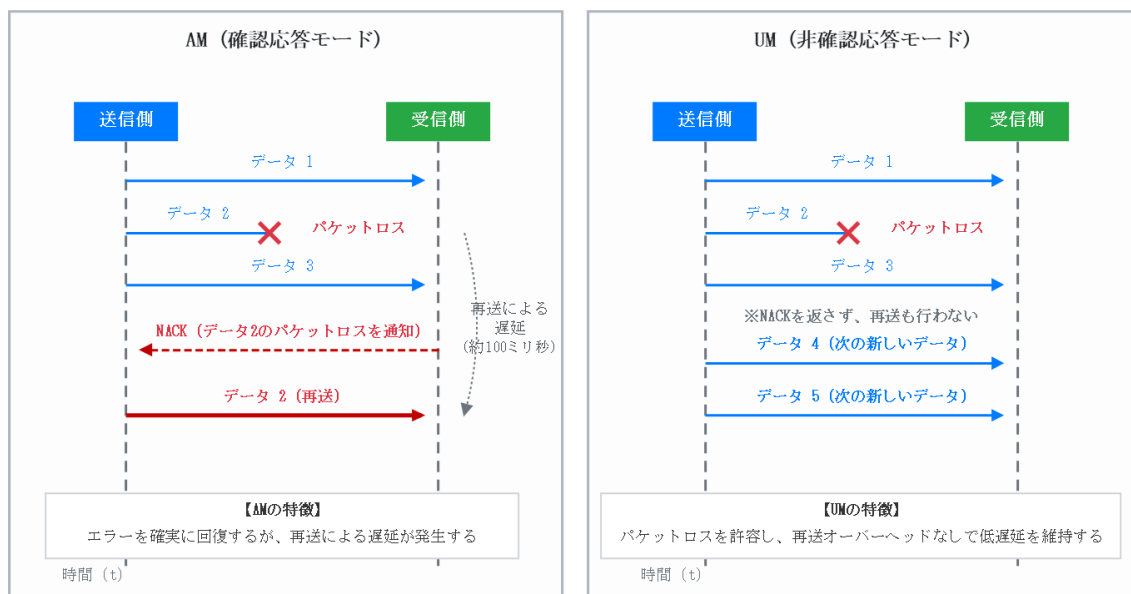 AM (確認応答モード)
送信側
受信側
データ 1
データ 2
パケットロス
データ 3
再送による
遅延
(約100ミリ秒)
NACK (データ2のパケットロスを通知)
データ 2 (再送)
【AMの特徴】
エラーを確実に回復するが、再送による遅延が発生する
時間 (t)
UM (非確認応答モード)
送信側
受信側
データ 1
データ 2
パケットロス
データ 3
※NACKを返さず、再送も行わない
データ 4 (次の新しいデータ)
データ 5 (次の新しいデータ)
【UMの特徴】
パケットロスを許容し、再送オーバーヘッドなしで低遅延を維持する
時間 (t)